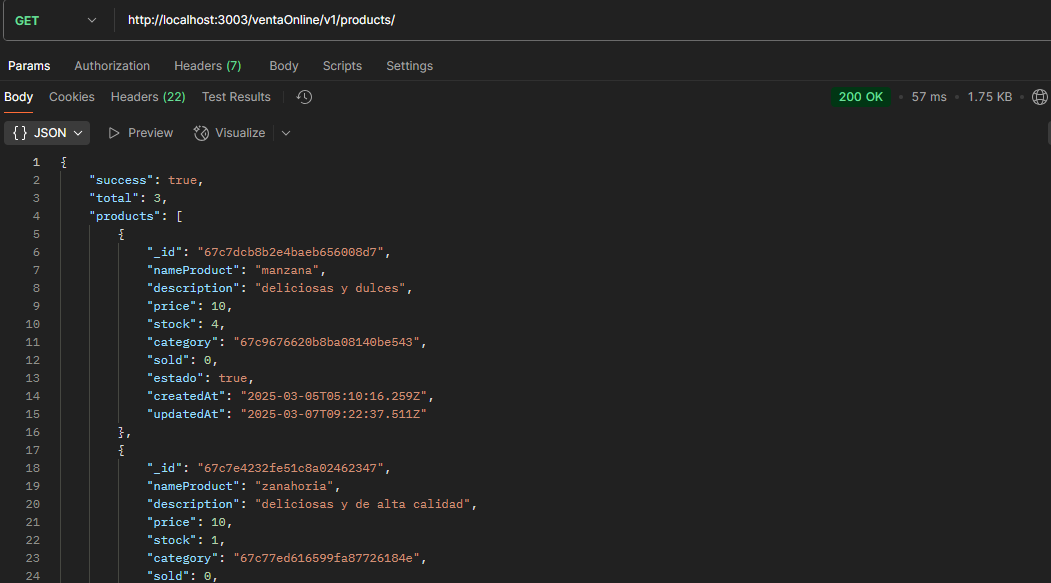 GET http://localhost:3003/ventaOnline/v1/products/
Params Authorization Headers (7) Body Scripts Settings
Body Cookies Headers (22) Test Results 200 OK • 57 ms • 1.75 KB •
{} JSON Preview Visualize
1 {
2 "success": true,
3 "total": 3,
4 "products": [
5 {
6 "_id": "67c7dcb8b2e4baeb656008d7",
7 "nameProduct": "manzana",
8 "description": "deliciosas y dulces",
9 "price": 10,
10 "stock": 4,
11 "category": "67c9676620b8ba08140be543",
12 "sold": 0,
13 "estado": true,
14 "createdAt": "2025-03-05T05:10:16.259Z",
15 "updatedAt": "2025-03-07T09:22:37.511Z"
16 },
17 {
18 "_id": "67c7e4232fe51c8a02462347",
19 "nameProduct": "zanahoria",
20 "description": "deliciosas y de alta calidad",
21 "price": 10,
22 "stock": 1,
23 "category": "67c77ed616599fa87726184e",
24 "sold": 0,